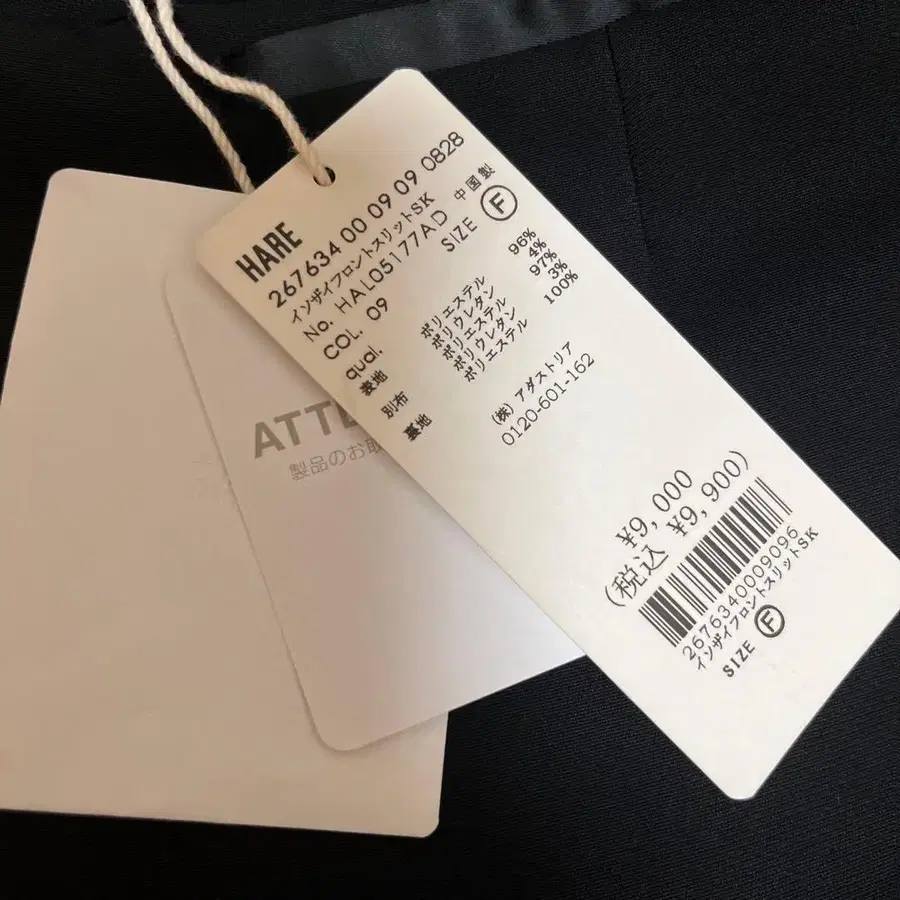 HARE
267634 00 09 09 0828
イソザイフロントスリットSK
No. HAL05177AD 中国製
COL. 09 SIZE F
qual.
表地 ポリエステル 96%
ポリウレタン 4%
別布 ポリエステル 97%
ポリウレタン 3%
裏地 ポリエステル 100%
(株) アダストリア
0120-601-162
¥9,000
(税込 ¥9,900)
2676340009096
イソザイフロントスリットSK
SIZE F
ATTE
製品のお取